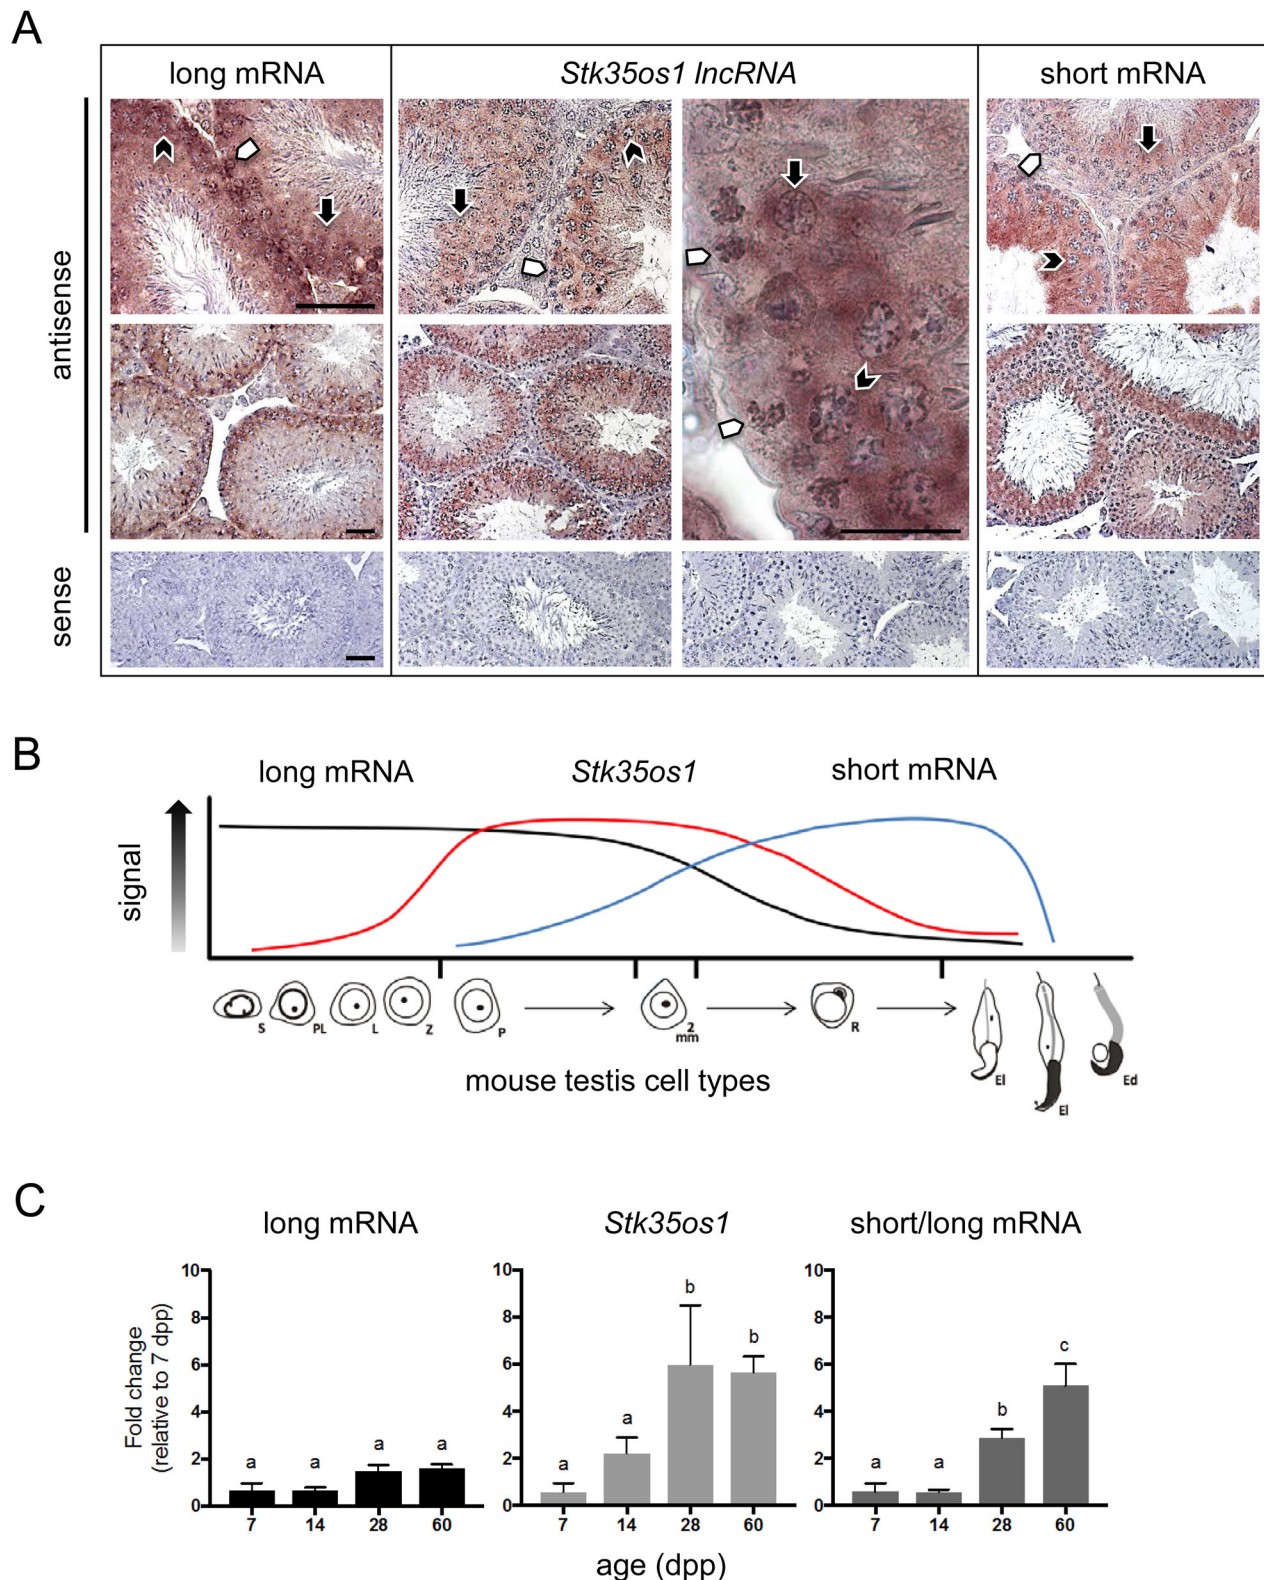 A
long mRNA
Stk35os1 lncRNA
short mRNA
antisense
sense
B
long mRNA
Stk35os1
short mRNA
signal
S
PL
L
Z
P
2
mm
R
El
El
Ed
mouse testis cell types
C
long mRNA
Stk35os1
short/long mRNA
Fold change
(relative to 7 dpp)
10
8
6
4
2
0
a
a
a
a
7
14
28
60
10
8
6
4
2
0
a
a
b
b
7
14
28
60
10
8
6
4
2
0
a
a
b
c
7
14
28
60
age (dpp)